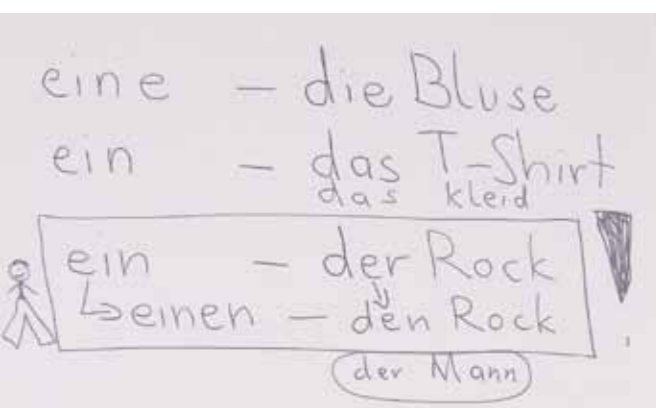 eine – die Bluse
ein – das T-Shirt
das kleid
ein – der Rock
↳einen – den Rock
der Mann